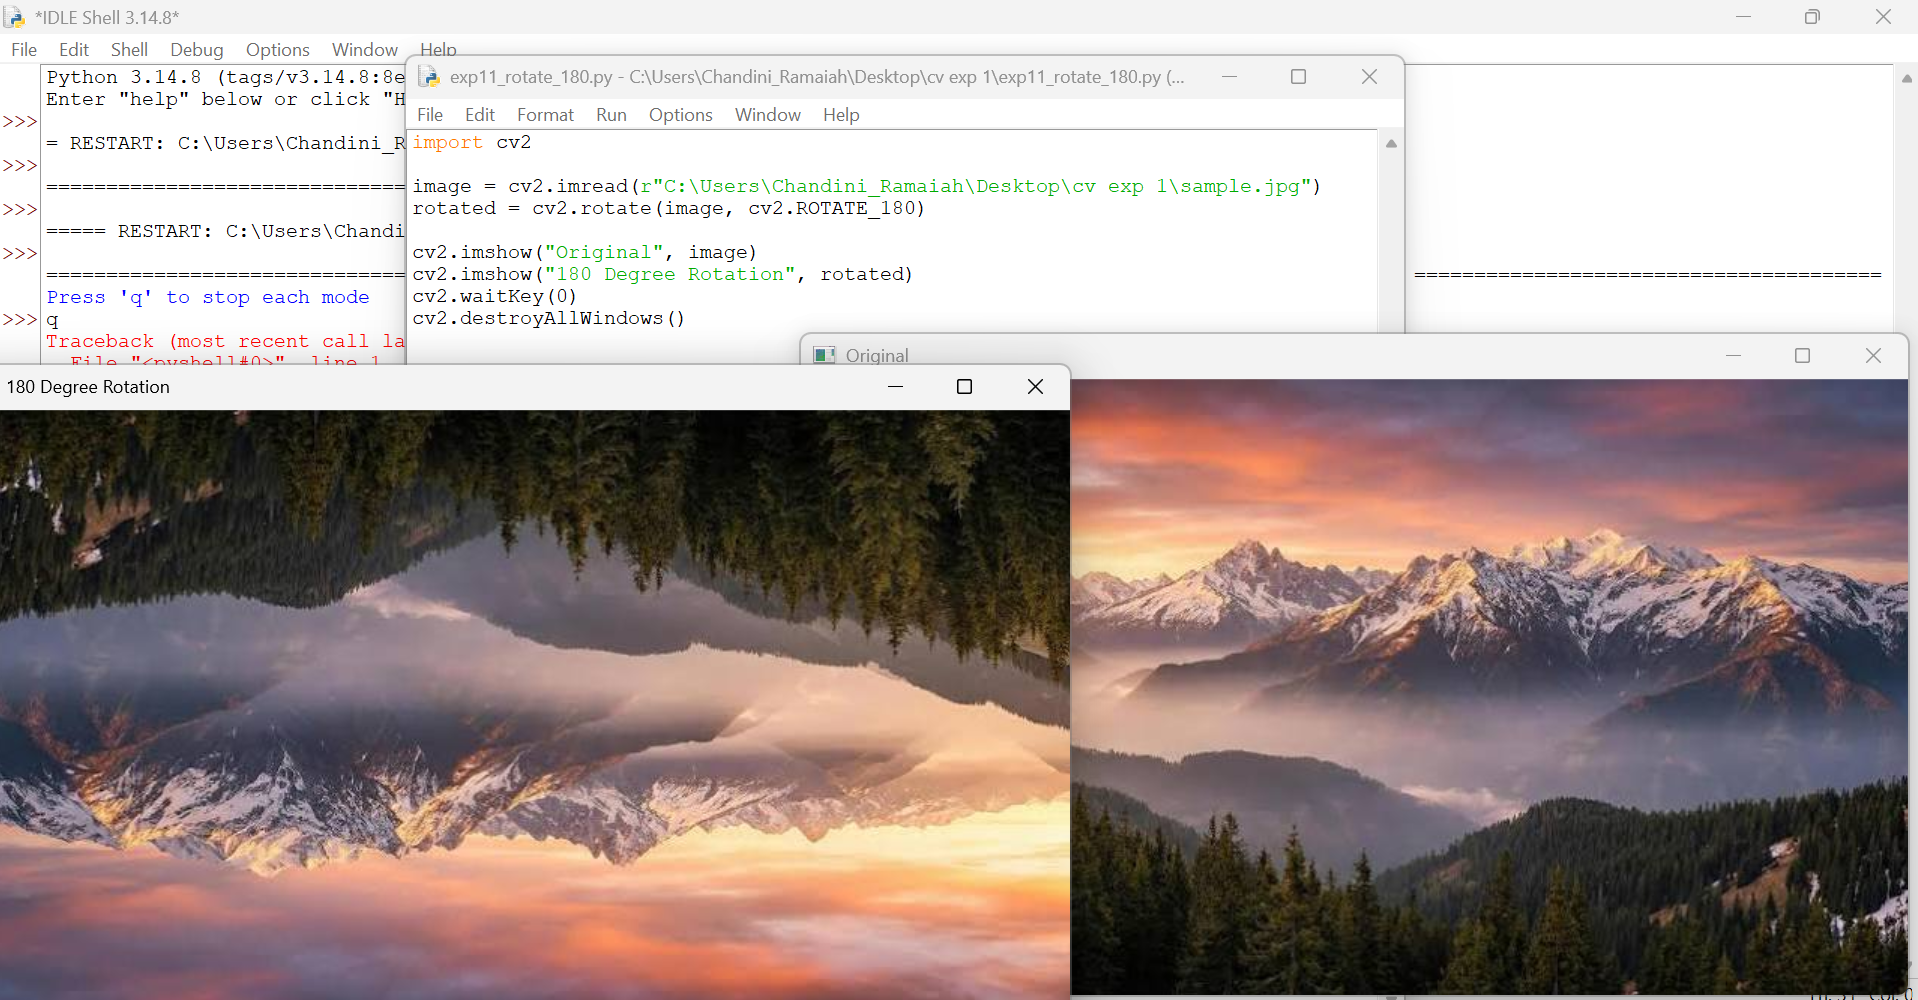 *IDLE Shell 3.14.8*
File Edit Shell Debug Options Window Help
Python 3.14.8 (tags/v3.14.8:8e
Enter "help" below or click "H
>>>
= RESTART: C:\Users\Chandini_R
>>>
==============================
>>>
===== RESTART: C:\Users\Chandi
>>>
==============================
Press 'q' to stop each mode
>>> q
Traceback (most recent call la
File "<pyshell#0>", line 1
=======================================
exp11_rotate_180.py - C:\Users\Chandini_Ramaiah\Desktop\cv exp 1\exp11_rotate_180.py (...
File Edit Format Run Options Window Help
import cv2
image = cv2.imread(r"C:\Users\Chandini_Ramaiah\Desktop\cv exp 1\sample.jpg")
rotated = cv2.rotate(image, cv2.ROTATE_180)
cv2.imshow("Original", image)
cv2.imshow("180 Degree Rotation", rotated)
cv2.waitKey(0)
cv2.destroyAllWindows()
Original
180 Degree Rotation